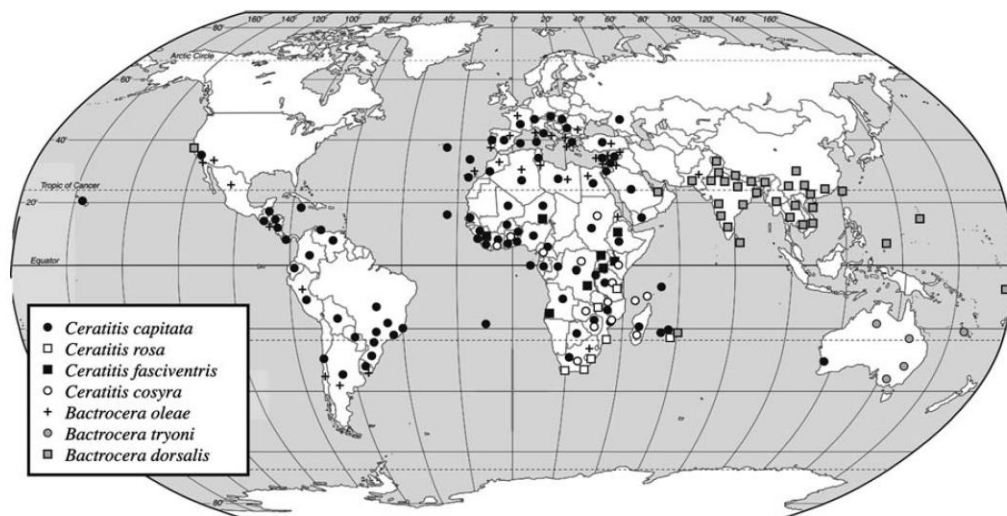 160° 140° 120° 100° 80° 60° 40° 20° 0° 20° 40° 60° 80° 100° 120° 140° 160°
80°
Arctic Circle
60°
40°
Tropic of Cancer
20°
Equator
Ceratitis capitata
Ceratitis rosa
Ceratitis fasciventris
Ceratitis cosyra
Bactrocera oleae
Bactrocera tryoni
Bactrocera dorsalis